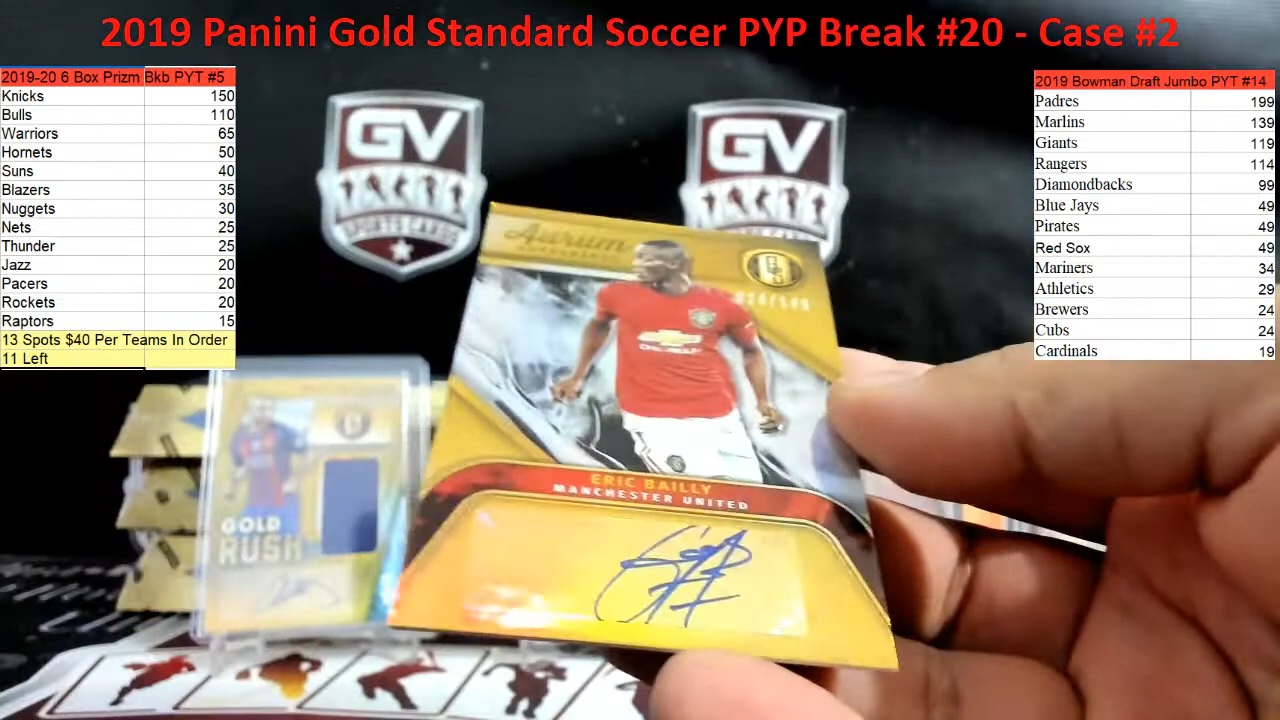 2019 Panini Gold Standard Soccer PYP Break #20 - Case #2
2019-20 6 Box Prizm Bkb PYT #5
Knicks 150
Bulls 110
Warriors 65
Hornets 50
Suns 40
Blazers 35
Nuggets 30
Nets 25
Thunder 25
Jazz 20
Pacers 20
Rockets 20
Raptors 15
13 Spots $40 Per Teams In Order
11 Left
2019 Bowman Draft Jumbo PYT #14
Padres 199
Marlins 139
Giants 119
Rangers 114
Diamondbacks 99
Blue Jays 49
Pirates 49
Red Sox 49
Mariners 34
Athletics 29
Brewers 24
Cubs 24
Cardinals 19
GV
SPORTS CARDS
GV
Aurum
CHEVROLET
ERIC BAILLY
MANCHESTER UNITED
GOLD
RUSH